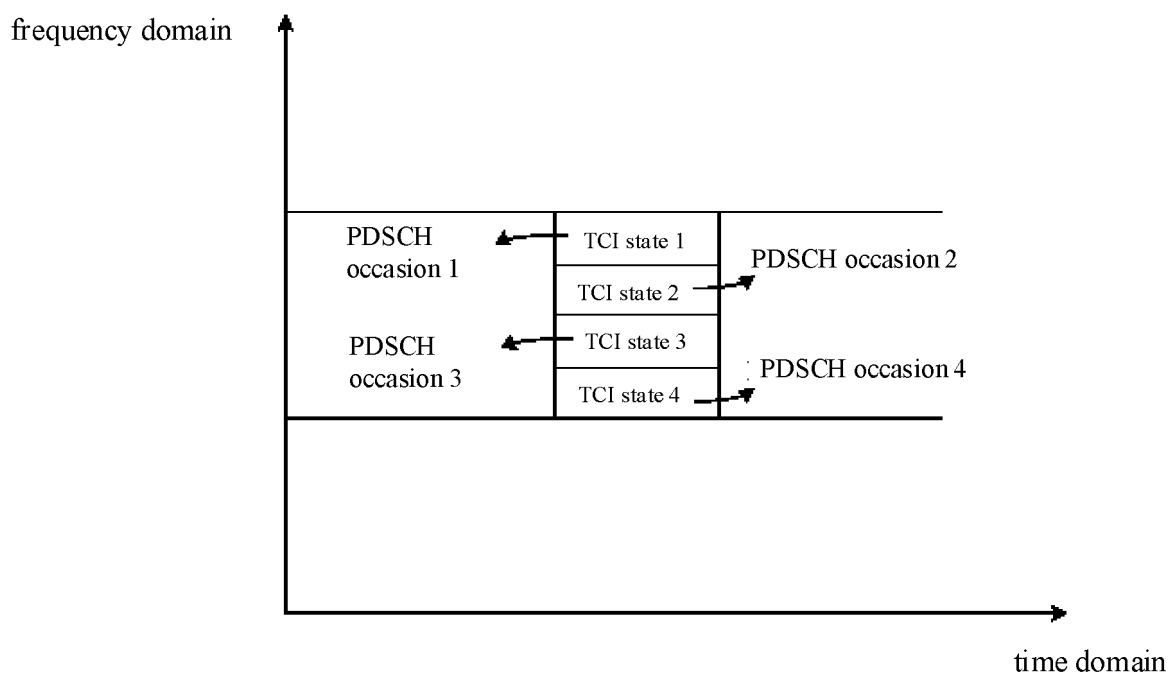 frequency domain
PDSCH
occasion 1
TCI state 1
PDSCH occasion 2
TCI state 2
PDSCH
occasion 3
TCI state 3
PDSCH occasion 4
TCI state 4
time domain